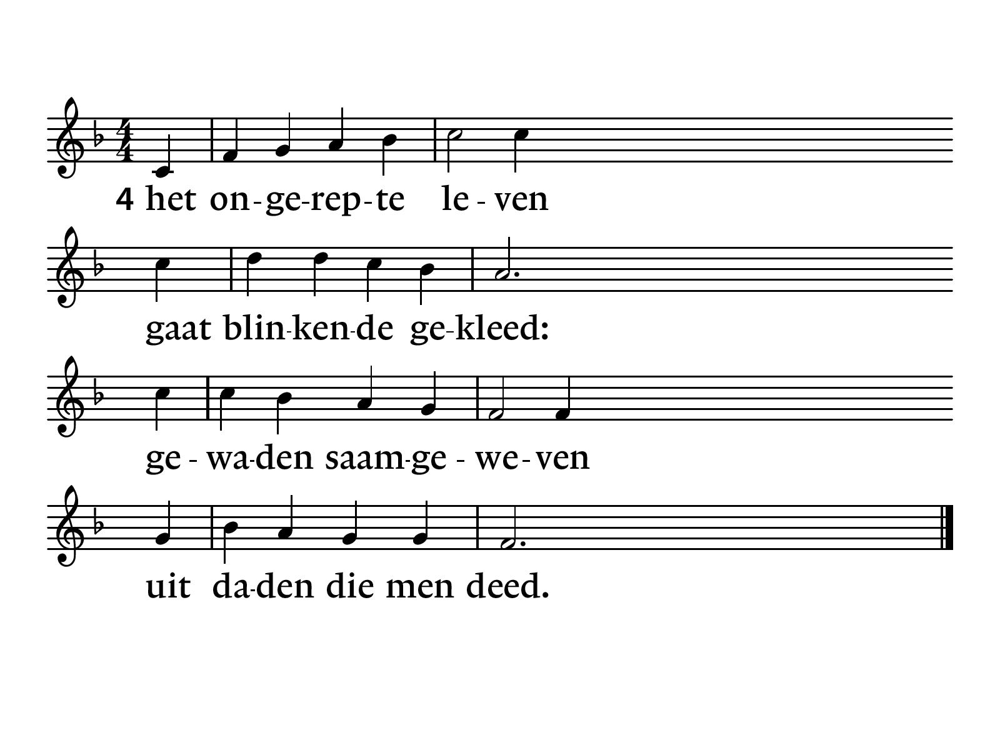 4 het on-ge-rep-te le-ven
gaat blin-ken-de ge-kleed:
ge-wa-den saam-ge-we-ven
uit da-den die men deed.